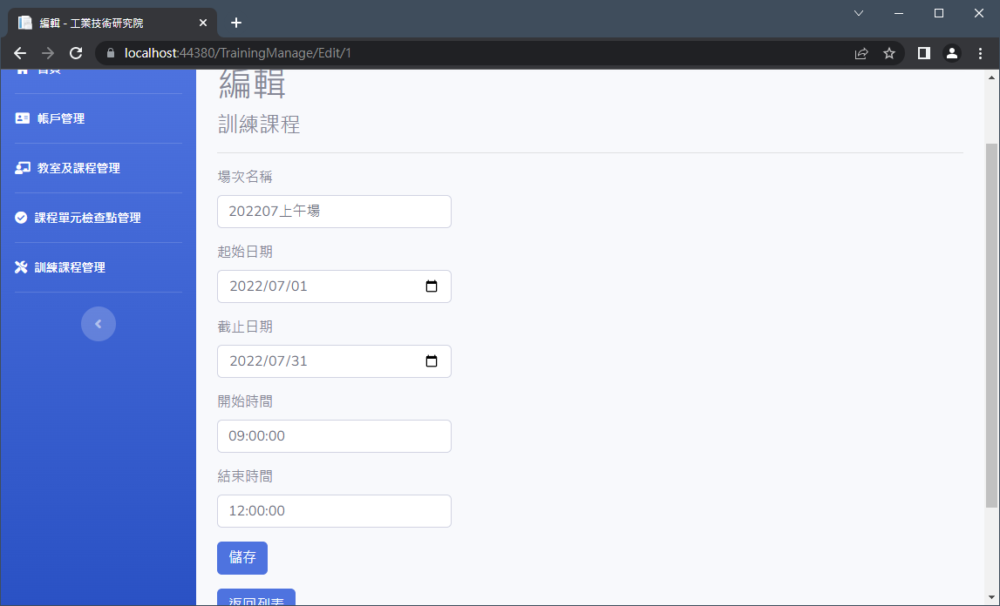 編輯 - 工業技術研究院
localhost:44380/TrainingManage/Edit/1
首頁
帳戶管理
教室及課程管理
課程單元檢查點管理
訓練課程管理
編輯
訓練課程
場次名稱
202207上午場
起始日期
2022/07/01
截止日期
2022/07/31
開始時間
09:00:00
結束時間
12:00:00
儲存
返回列表